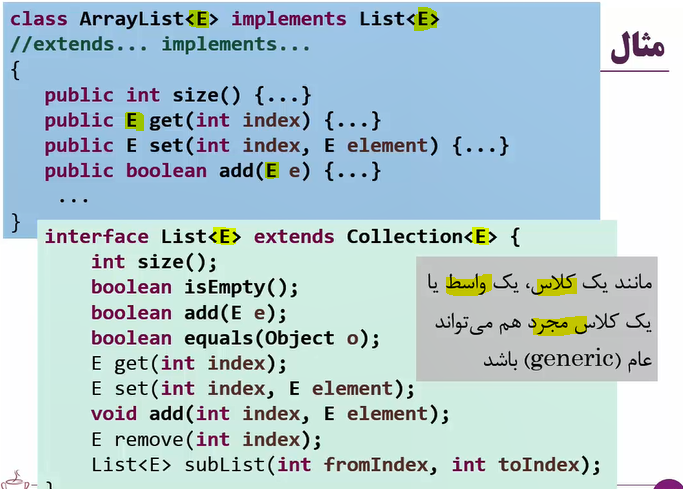 مثال
class ArrayList<E> implements List<E>
//extends... implements...
{
public int size() {...}
public E get(int index) {...}
public E set(int index, E element) {...}
public boolean add(E e) {...}
...
}
interface List<E> extends Collection<E> {
int size();
boolean isEmpty();
boolean add(E e);
boolean equals(Object o);
E get(int index);
E set(int index, E element);
void add(int index, E element);
E remove(int index);
List<E> subList(int fromIndex, int toIndex);
}
مانند یک کلاس، یک واسط یا
یک کلاس مجرد هم می‌تواند
عام (generic) باشد